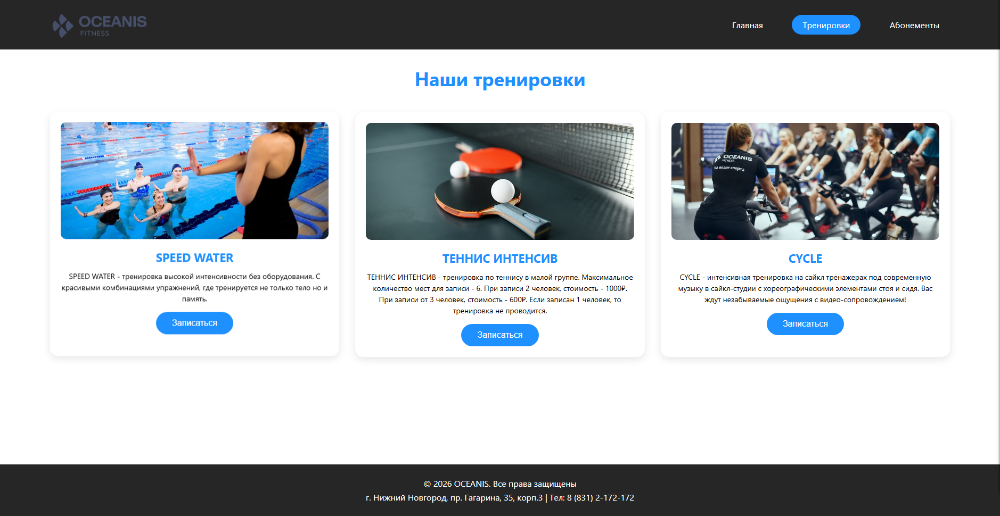 OCEANIS
FITNESS
Главная
Тренировки
Абонементы
Наши тренировки
OCEANIS
FITNESS
На волне спорта
SPEED WATER
SPEED WATER - тренировка высокой интенсивности без оборудования. С
красивыми комбинациями упражнений, где тренируется не только тело но и
память.
Записаться
ТЕННИС ИНТЕНСИВ
ТЕННИС ИНТЕНСИВ - тренировка по теннису в малой группе. Максимальное
количество мест для записи - 6. При записи 2 человек, стоимость - 1000₽.
При записи от 3 человек, стоимость - 600₽. Если записан 1 человек, то
тренировка не проводится.
Записаться
CYCLE
CYCLE - интенсивная тренировка на сайкл тренажерах под современную
музыку в сайкл-студии с хореографическими элементами стоя и сидя. Вас
ждут незабываемые ощущения с видео-сопровождением!
Записаться
© 2026 OCEANIS. Все права защищены
г. Нижний Новгород, пр. Гагарина, 35, корп.3 | Тел: 8 (831) 2-172-172